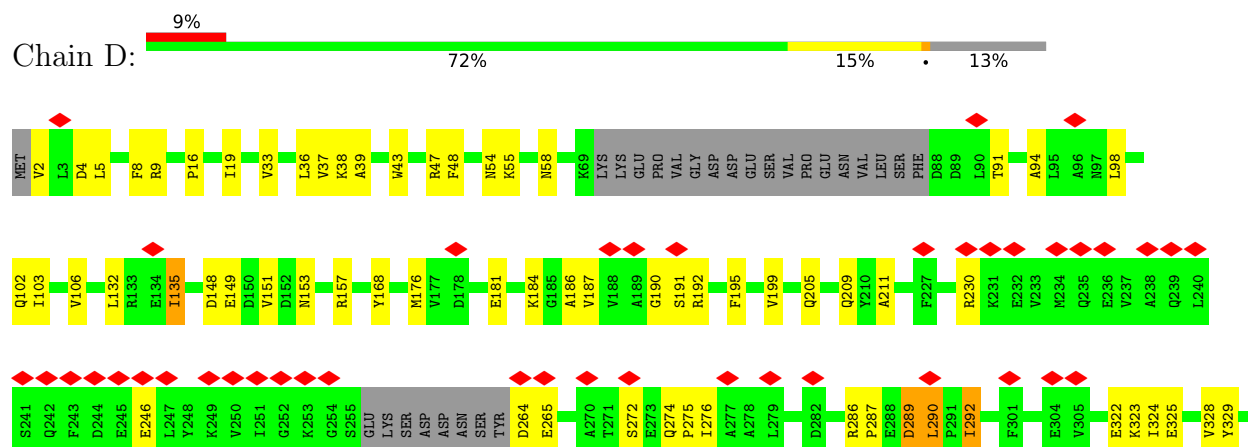 9%
Chain D:
72% 15% • 13%
MET V2 L3 D4 L5 F8 R9 P16 I19 V33 L36 V37 K38 A39 W43 R47 F48 N54 K55 N58 K69 LYS LYS GLU PRO VAL GLY ASP ASP GLU SER VAL PRO GLU ASN VAL LEU SER PHE D88 D89 L90 T91 A94 L95 A96 N97 L98
Q102 I103 V106 L132 R133 E134 I135 D148 E149 D150 V151 D152 N153 R157 Y168 M176 V177 D178 E181 K184 G185 A186 V187 V188 A189 G190 S191 R192 F195 V199 Q205 Q209 Y210 A211 F227 R230 K231 E232 V233 M234 Q235 E236 V237 A238 Q239 L240
S241 Q242 F243 D244 E245 E246 L247 Y248 K249 V250 I251 G252 K253 G254 S255 GLU LYS SER ASP ASP ASN SER TYR D264 E265 A270 T271 S272 E273 Q274 P275 I276 A277 A278 L279 D282 R286 P287 E288 D289 L290 P291 I292 F301 E304 V305 E322 K323 I324 E325 V328 Y329